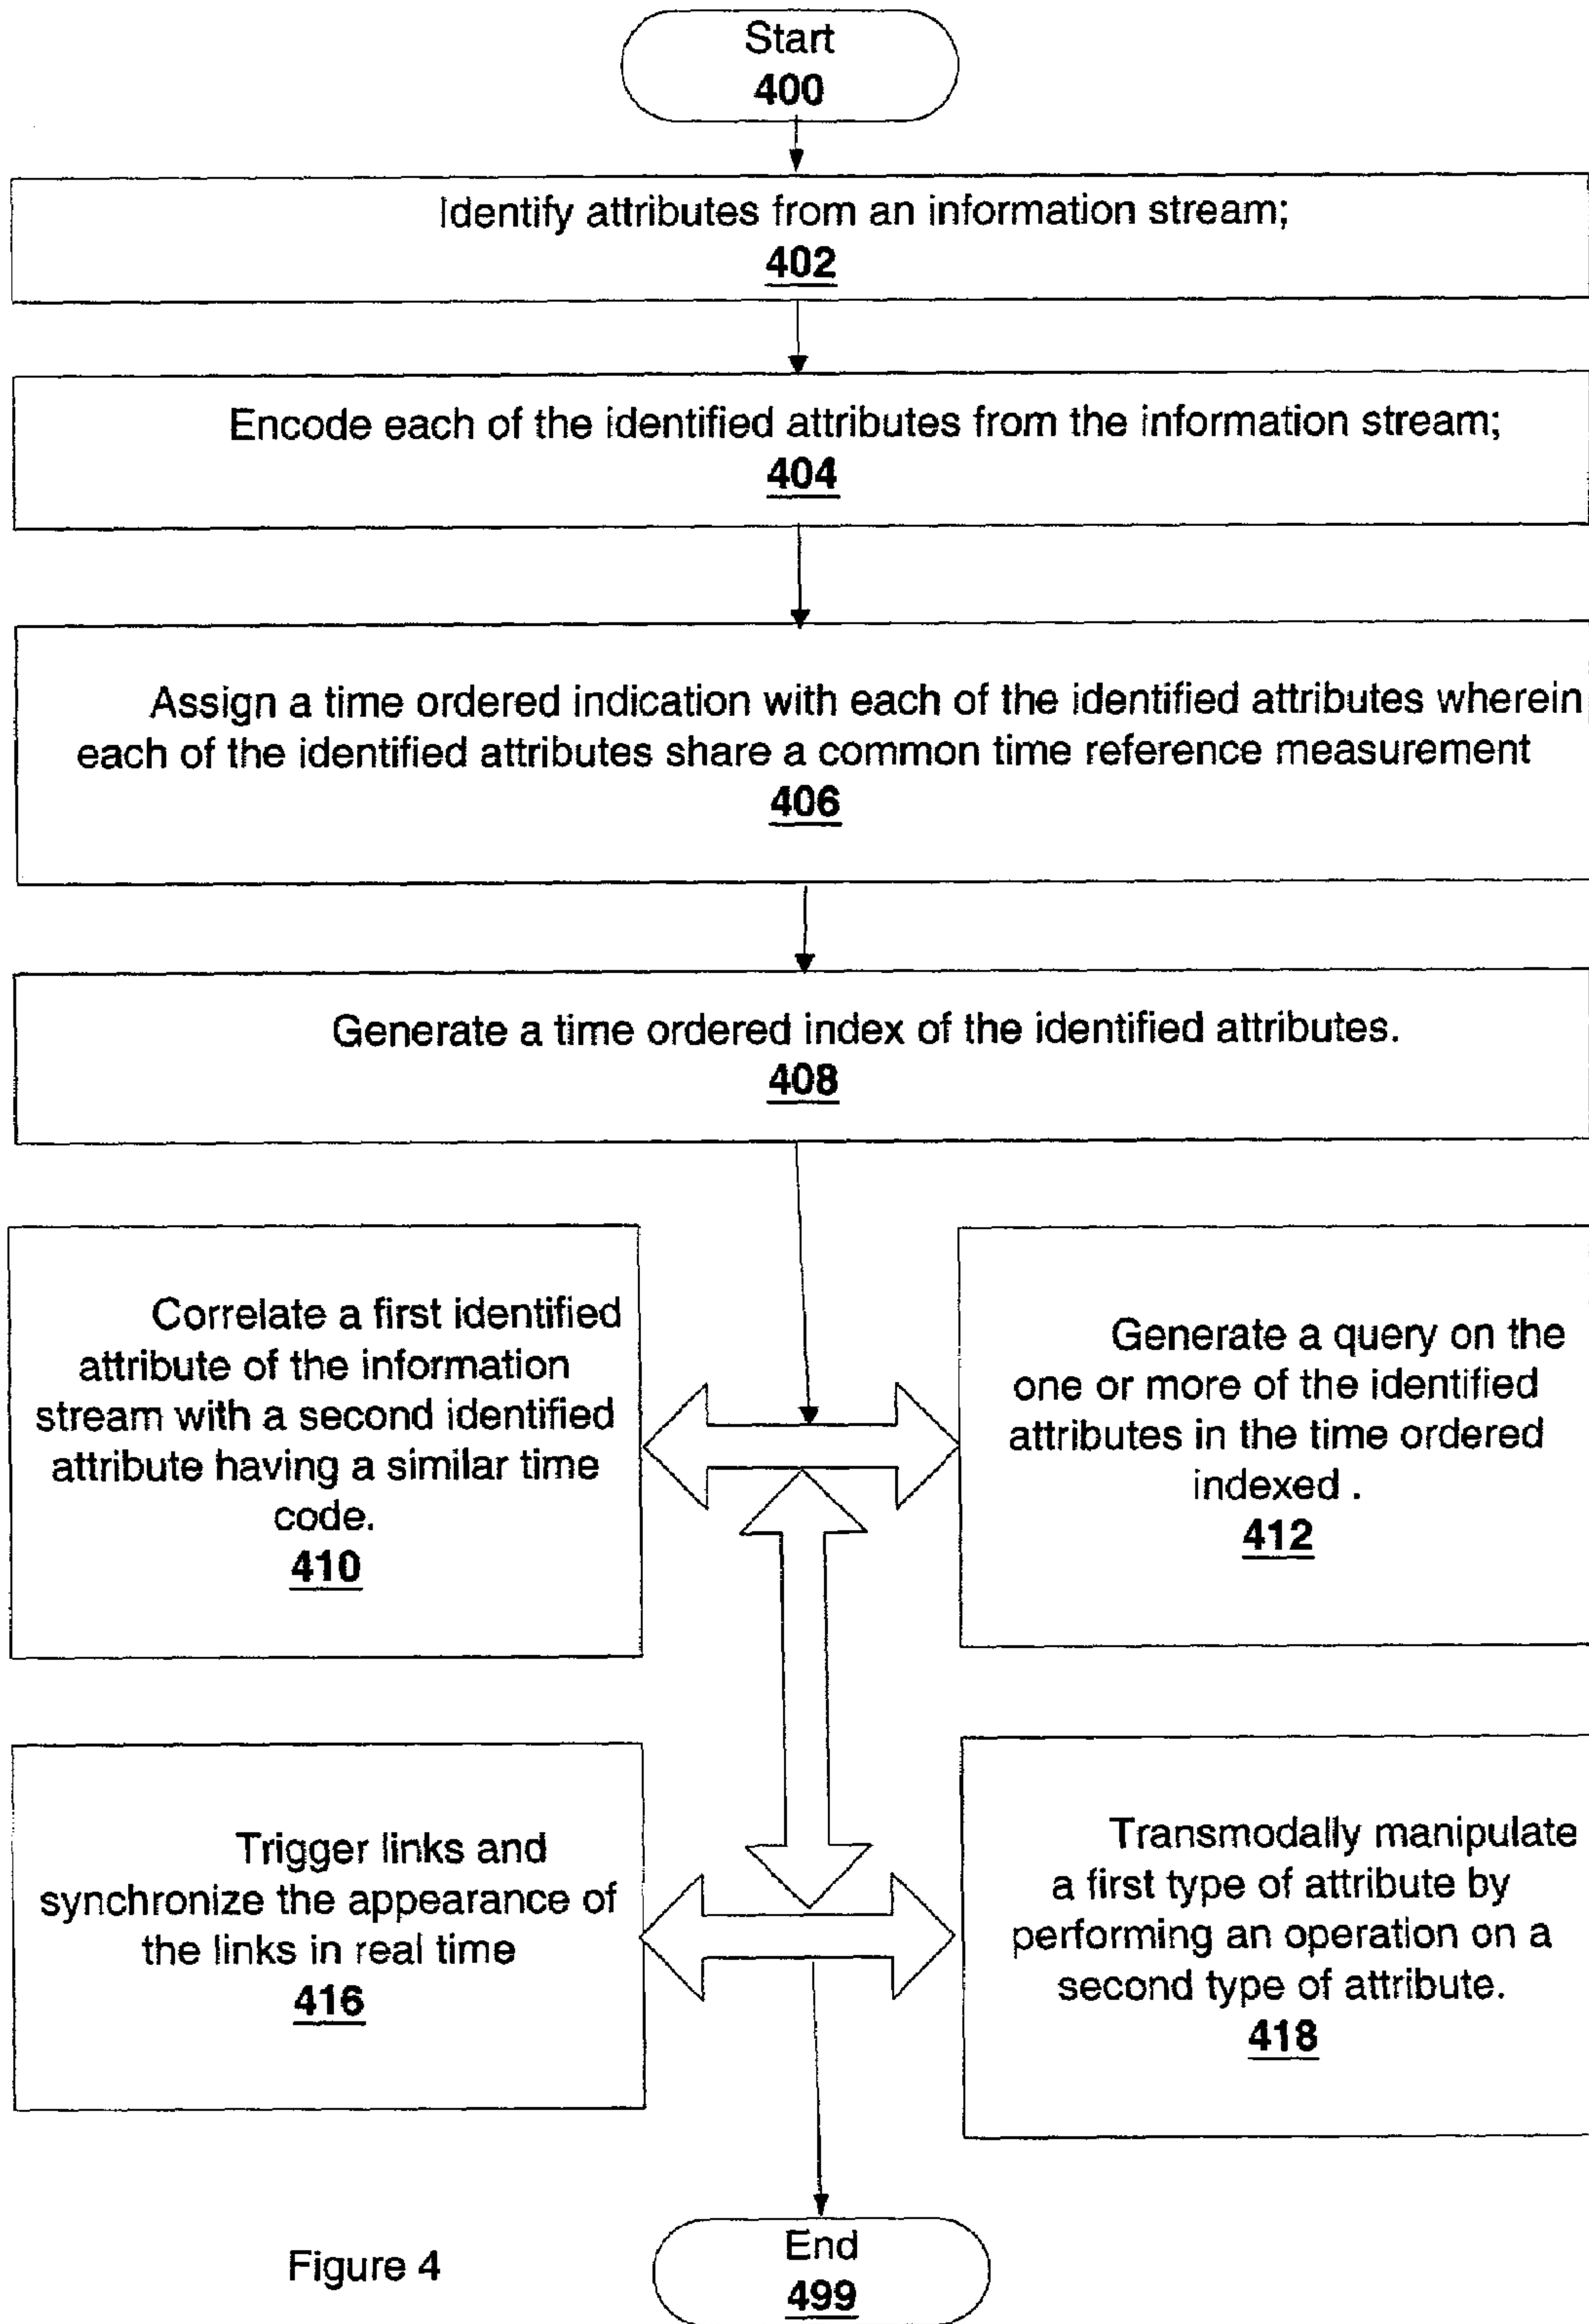 Start
400
Identify attributes from an information stream;
402
Encode each of the identified attributes from the information stream;
404
Assign a time ordered indication with each of the identified attributes wherein
each of the identified attributes share a common time reference measurement
406
Generate a time ordered index of the identified attributes.
408
Correlate a first identified
attribute of the information
stream with a second identified
attribute having a similar time
code.
410
Generate a query on the
one or more of the identified
attributes in the time ordered
indexed .
412
Trigger links and
synchronize the appearance of
the links in real time
416
Transmodally manipulate
a first type of attribute by
performing an operation on a
second type of attribute.
418
End
499
Figure 4